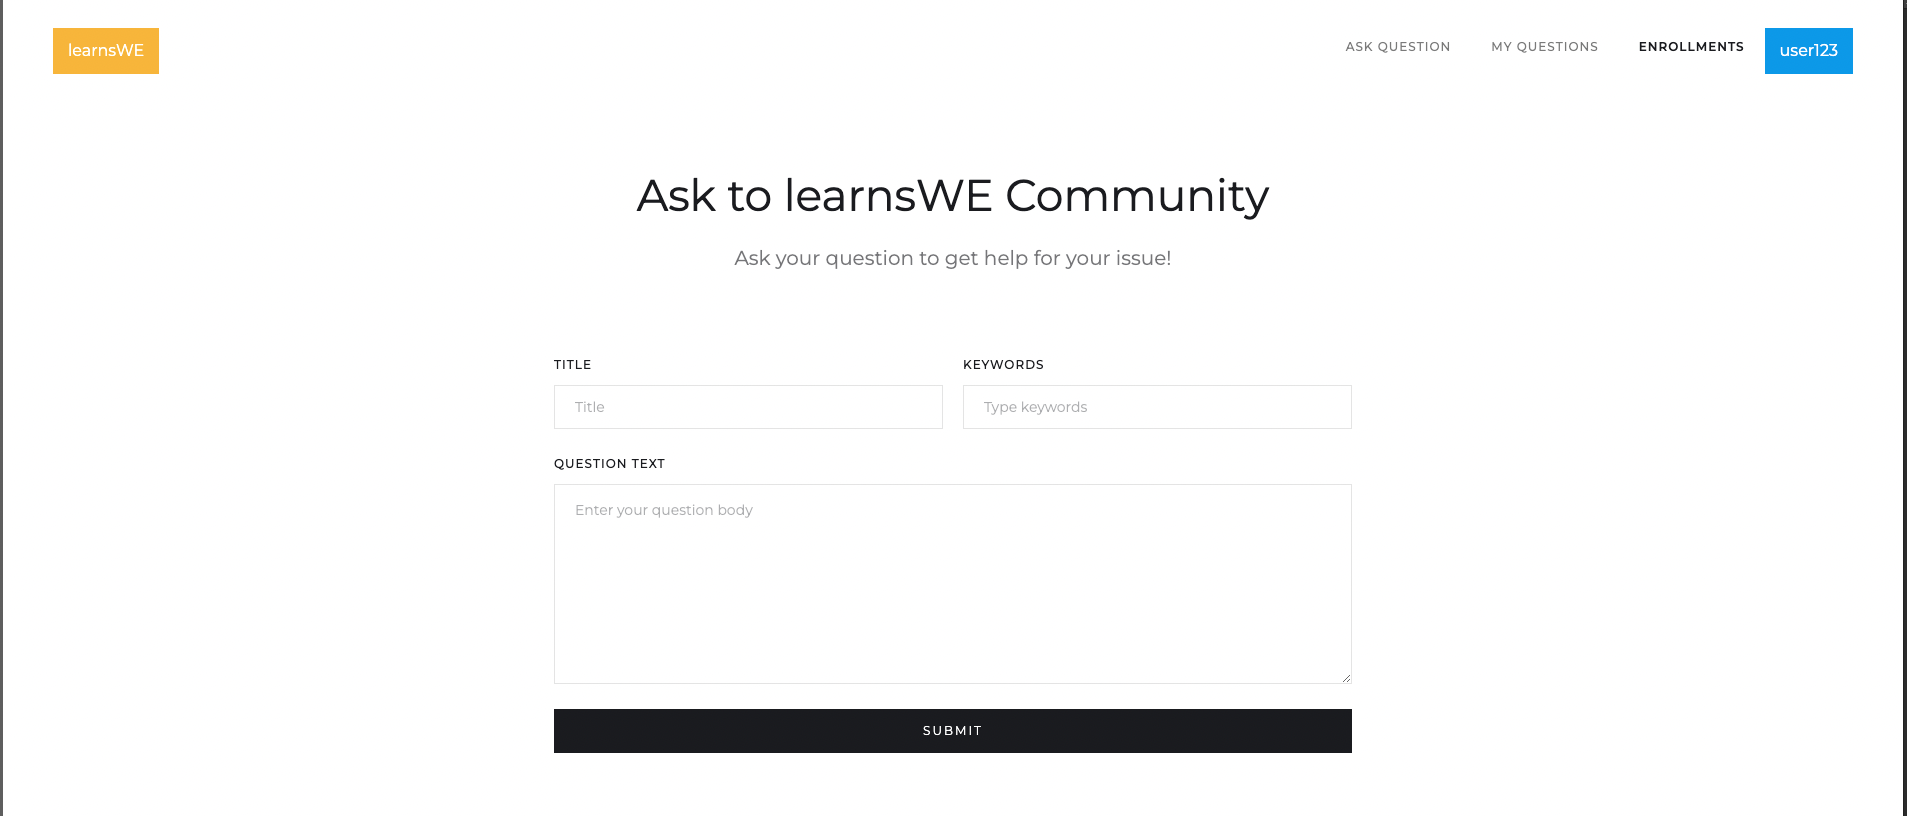 learnsWE
ASK QUESTION
MY QUESTIONS
ENROLLMENTS
user123
Ask to learnsWE Community
Ask your question to get help for your issue!
TITLE
KEYWORDS
Title
Type keywords
QUESTION TEXT
Enter your question body
SUBMIT